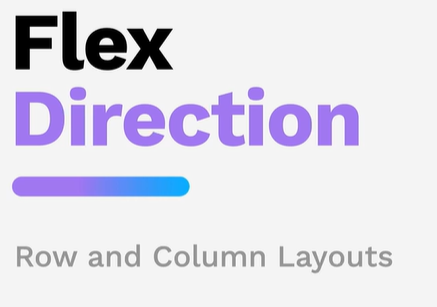 Flex
Direction
Row and Column Layouts